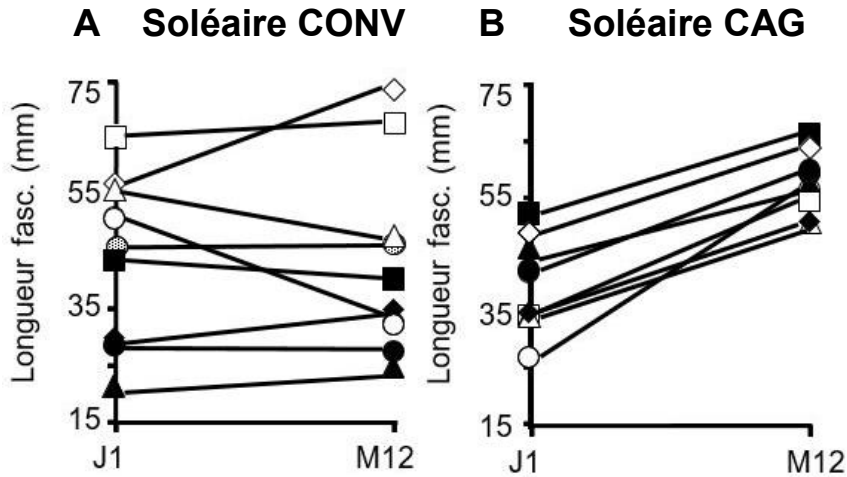 A Soléaire CONV
Longueur fasc. (mm)
75
55
35
15
J1
M12
B Soléaire CAG
Longueur fasc. (mm)
75
55
35
15
J1
M12